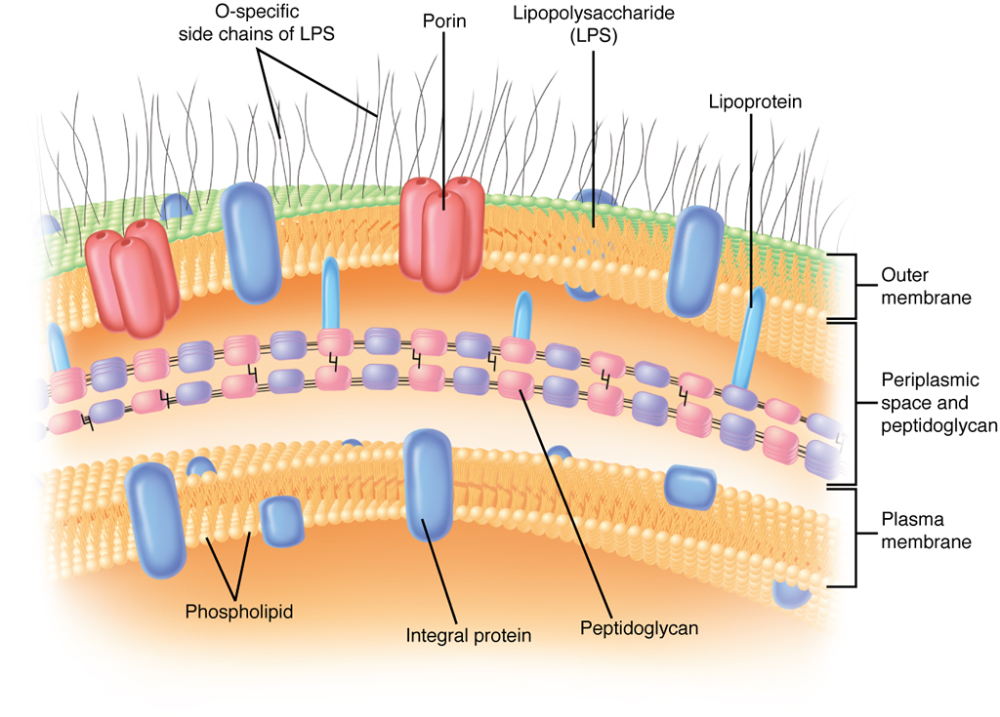 O-specific
side chains of LPS
Porin
Lipopolysaccharide
(LPS)
Lipoprotein
Outer
membrane
Periplasmic
space and
peptidoglycan
Plasma
membrane
Phospholipid
Integral protein
Peptidoglycan